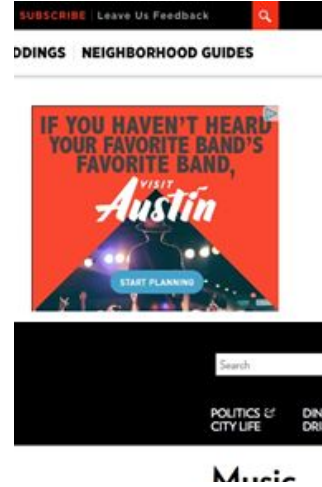 SUBSCRIBE | Leave Us Feedback
DDINGS NEIGHBORHOOD GUIDES
IF YOU HAVEN'T HEARD
YOUR FAVORITE BAND'S
FAVORITE BAND,
VISIT
Austin
START PLANNING
Search
POLITICS &
CITY LIFE
DIN
DRI
Music